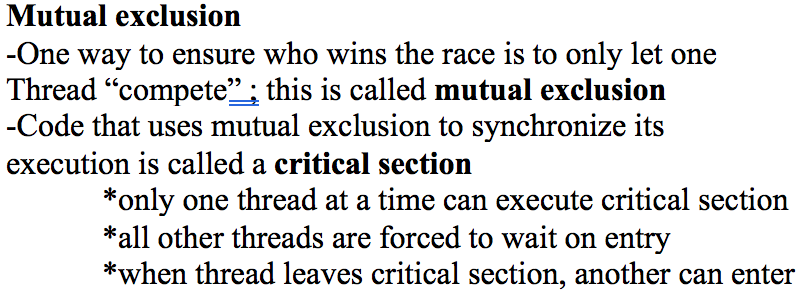 Mutual exclusion
-One way to ensure who wins the race is to only let one
Thread “compete” ; this is called mutual exclusion
-Code that uses mutual exclusion to synchronize its
execution is called a critical section
*only one thread at a time can execute critical section
*all other threads are forced to wait on entry
*when thread leaves critical section, another can enter